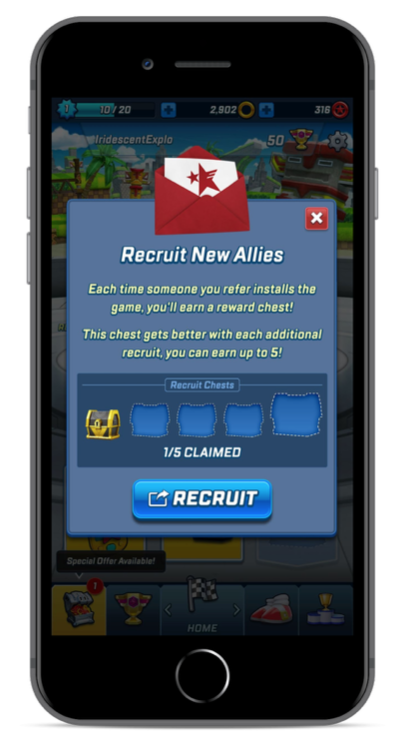 1 10/20 2,902 316
IridescentExplo 50
Recruit New Allies
Each time someone you refer installs the
game, you'll earn a reward chest!
This chest gets better with each additional
recruit, you can earn up to 5!
Recruit Chests
1/5 CLAIMED
RECRUIT
Special Offer Available!
1
HOME